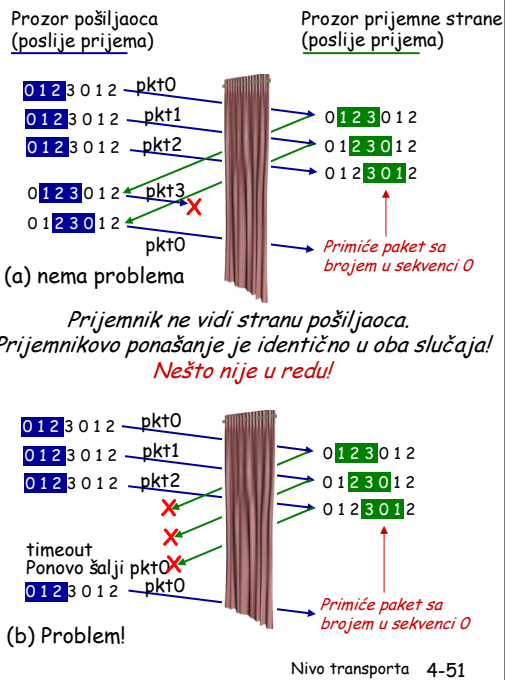 Prozor pošiljaoca
(poslije prijema)
Prozor prijemne strane
(poslije prijema)
0 1 2 3 0 1 2
pkt0
0 1 2 3 0 1 2
pkt1
0 1 2 3 0 1 2
pkt2
0 1 2 3 0 1 2
pkt3
0 1 2 3 0 1 2
pkt0
0 1 2 3 0 1 2
0 1 2 3 0 1 2
0 1 2 3 0 1 2
Primiće paket sa
brojem u sekvenci 0
(a) nema problema
Prijemnik ne vidi stranu pošiljaoca.
Prijemnikovo ponašanje je identično u oba slučaja!
Nešto nije u redu!
0 1 2 3 0 1 2
pkt0
0 1 2 3 0 1 2
pkt1
0 1 2 3 0 1 2
pkt2
0 1 2 3 0 1 2
0 1 2 3 0 1 2
0 1 2 3 0 1 2
timeout
Ponovo šalji pkt0
0 1 2 3 0 1 2
pkt0
Primiće paket sa
brojem u sekvenci 0
(b) Problem!
Nivo transporta 4-51